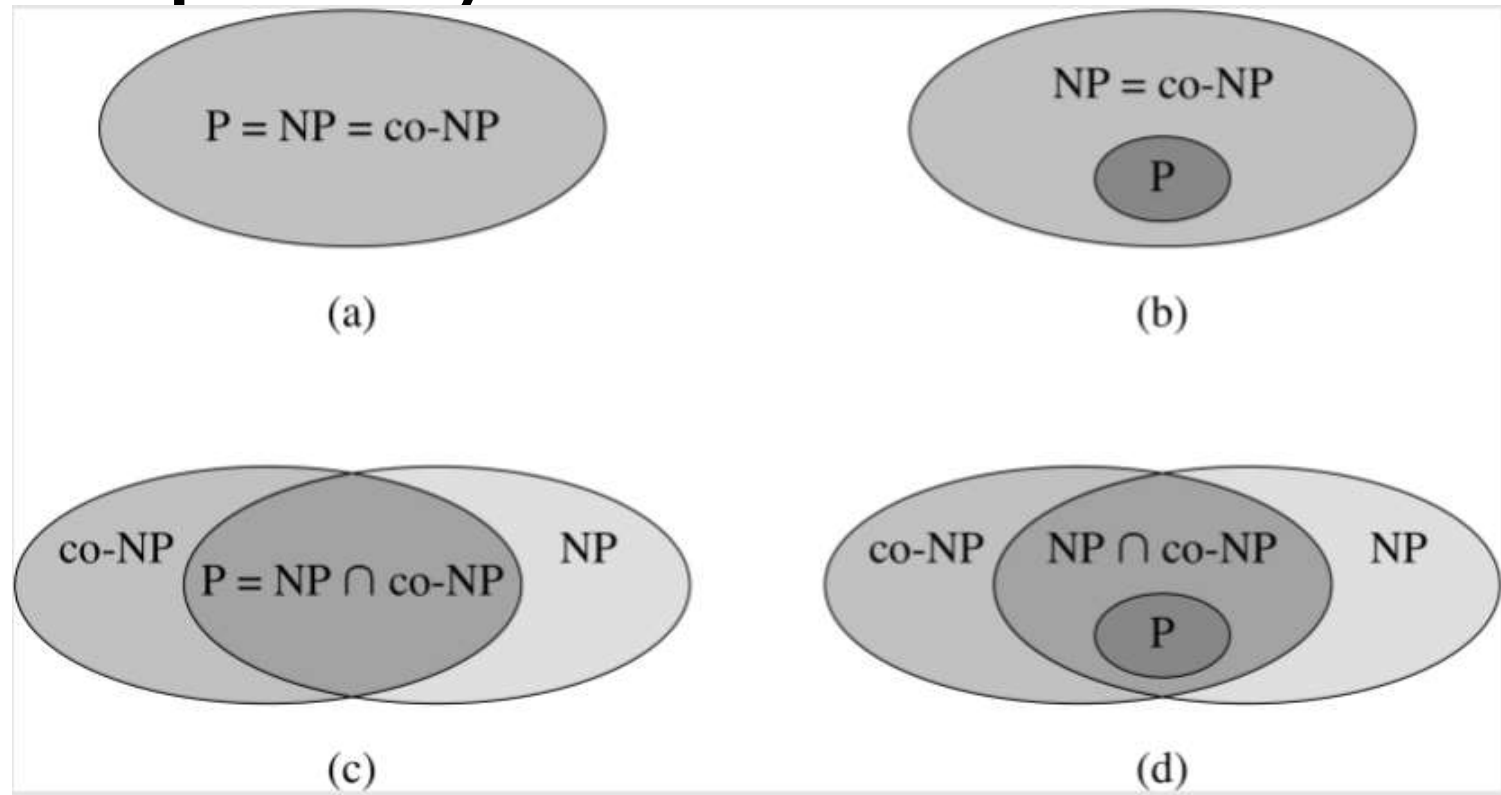 P = NP = co-NP
(a)
NP = co-NP
P
(b)
co-NP
P = NP ∩ co-NP
NP
(c)
co-NP
NP ∩ co-NP
NP
P
(d)